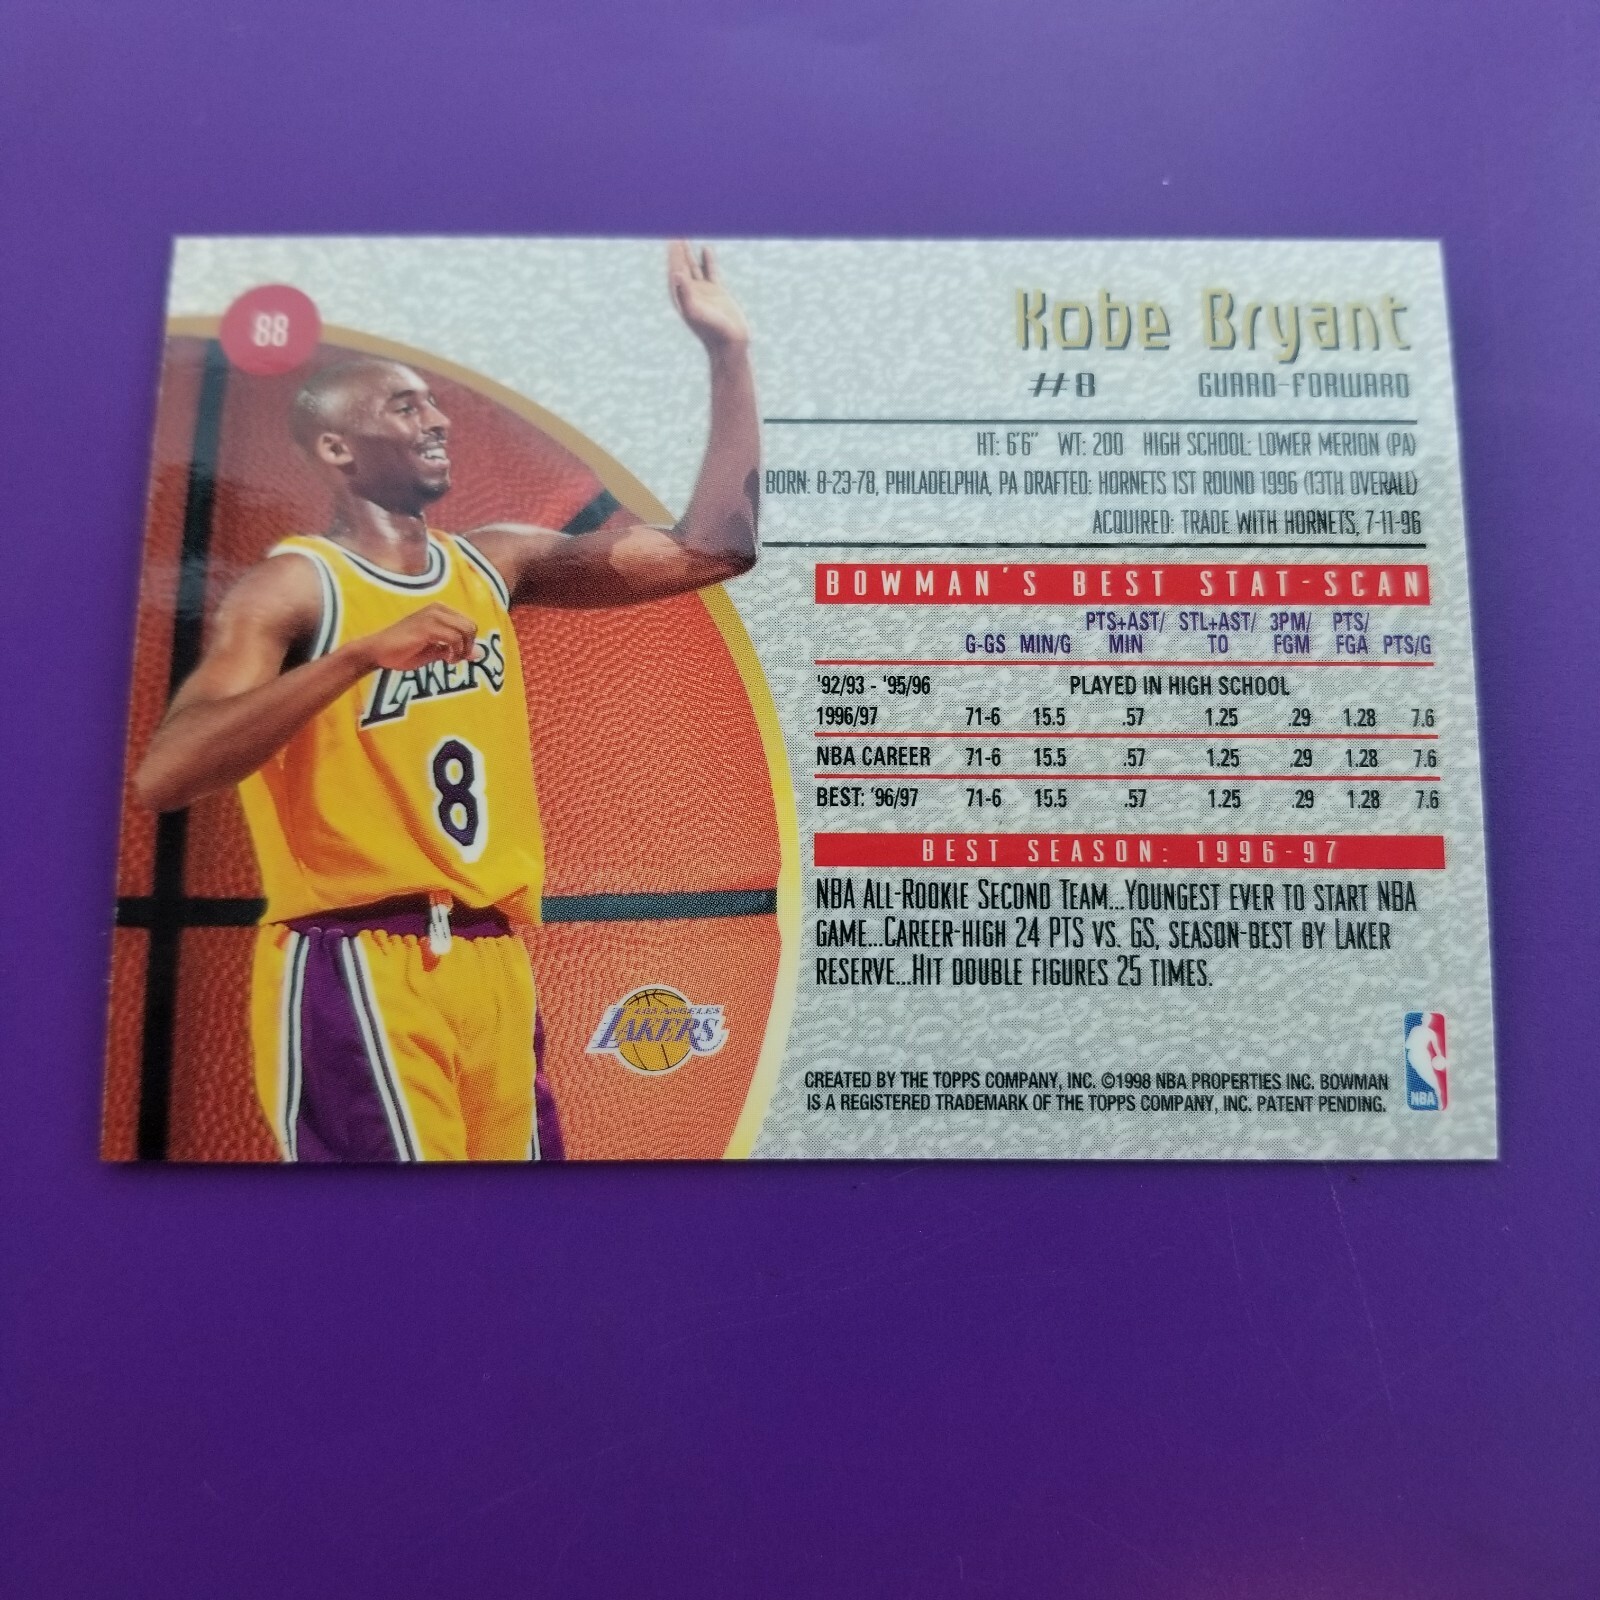 88
Kobe Bryant
#8 GUARD-FORWARD
HT: 6'6" WT: 200 HIGH SCHOOL: LOWER MERION (PA)
BORN: 8-23-78, PHILADELPHIA, PA DRAFTED: HORNETS 1ST ROUND 1996 (13TH OVERALL)
ACQUIRED: TRADE WITH HORNETS, 7-11-96
BOWMAN'S BEST STAT-SCAN
PTS+AST/ STL+AST/ 3PM/ PTS/
G-GS MIN/G MIN TO FGM FGA PTS/G
'92/93 - '95/96 PLAYED IN HIGH SCHOOL
1996/97 71-6 15.5 .57 1.25 .29 1.28 7.6
NBA CAREER 71-6 15.5 .57 1.25 .29 1.28 7.6
BEST: '96/97 71-6 15.5 .57 1.25 .29 1.28 7.6
BEST SEASON: 1996-97
NBA ALL-ROOKIE SECOND TEAM...YOUNGEST EVER TO START NBA
GAME...CAREER-HIGH 24 PTS VS. GS, SEASON-BEST BY LAKER
RESERVE...HIT DOUBLE FIGURES 25 TIMES.
CREATED BY THE TOPPS COMPANY, INC. ©1998 NBA PROPERTIES INC. BOWMAN
IS A REGISTERED TRADEMARK OF THE TOPPS COMPANY, INC. PATENT PENDING.
NBA
LAKERS
8
LOS ANGELES
LAKERS